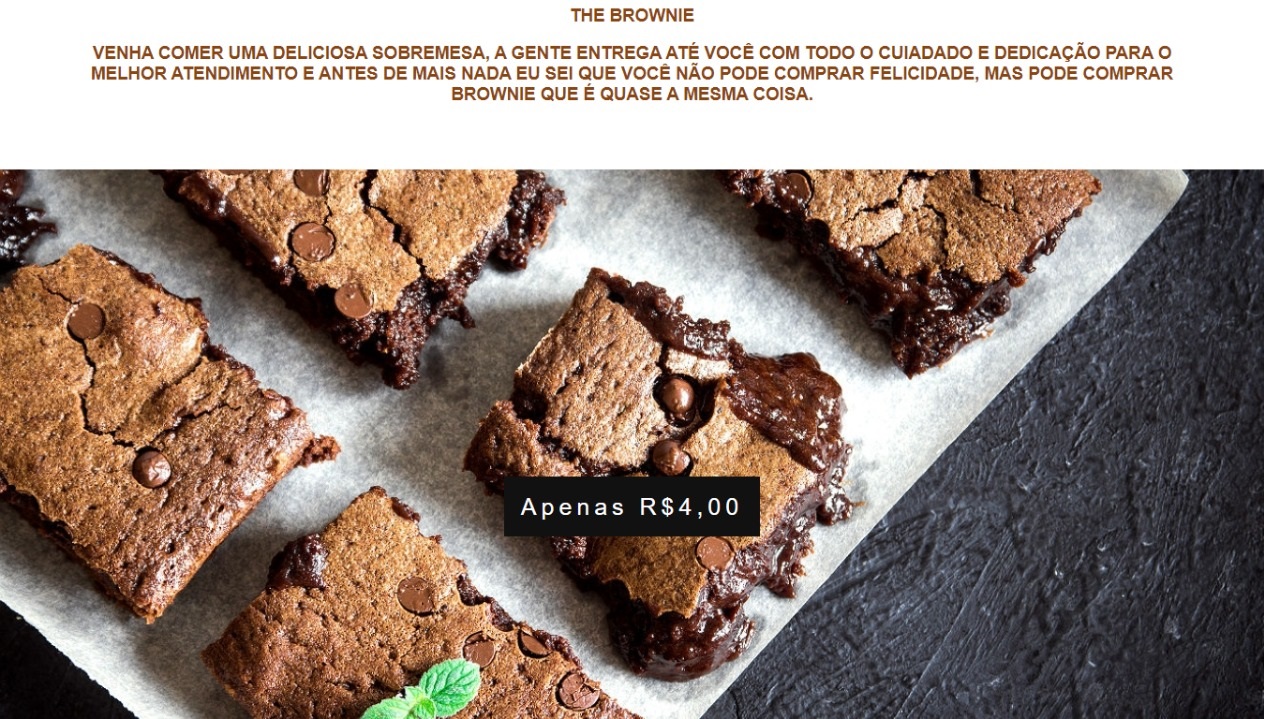 THE BROWNIE
VENHA COMER UMA DELICIOSA SOBREMESA, A GENTE ENTREGA ATÉ VOCÊ COM TODO O CUIADADO E DEDICAÇÃO PARA O
MELHOR ATENDIMENTO E ANTES DE MAIS NADA EU SEI QUE VOCÊ NÃO PODE COMPRAR FELICIDADE, MAS PODE COMPRAR
BROWNIE QUE É QUASE A MESMA COISA.
Apenas R$4,00